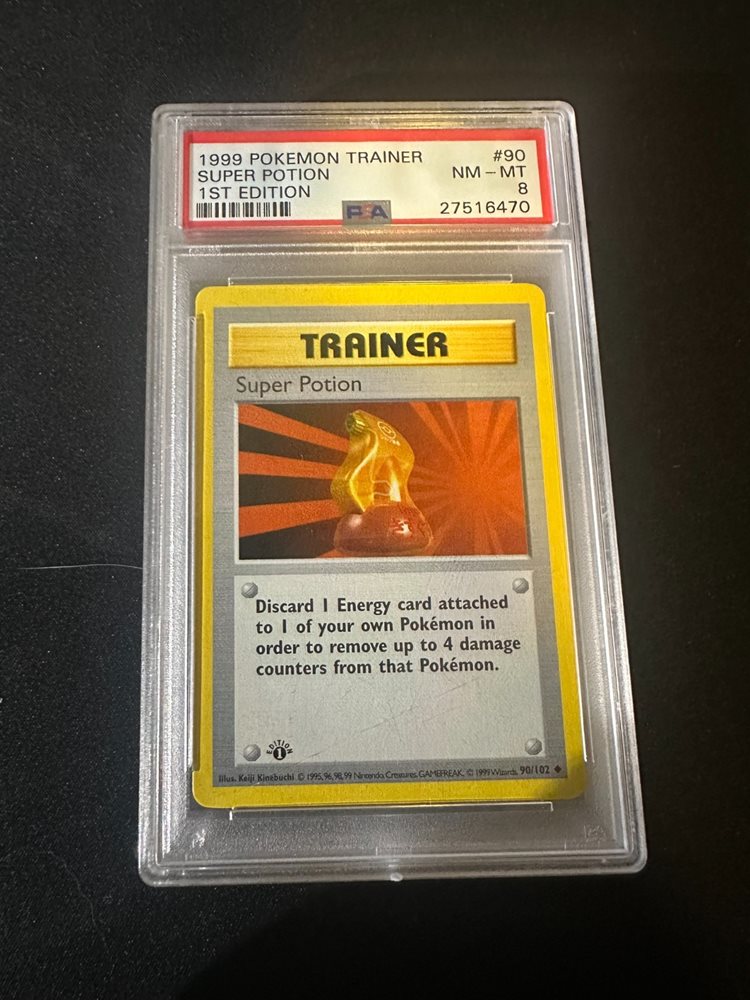 1999 POKEMON TRAINER #90
SUPER POTION NM - MT
1ST EDITION 8
PSA 27516470
TRAINER
Super Potion
Discard 1 Energy card attached
to 1 of your own Pokémon in
order to remove up to 4 damage
counters from that Pokémon.
EDITION
1
Illus. Keiji Kinebuchi © 1995, 96, 98, 99 Nintendo, Creatures, GAMEFREAK. © 1999 Wizards. 90/102